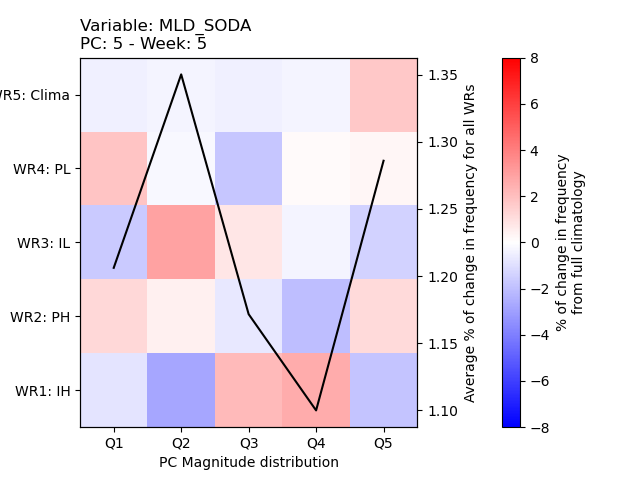 Variable: MLD_SODA
PC: 5 - Week: 5
WR5: Clima
WR4: PL
WR3: IL
WR2: PH
WR1: IH
Q1 Q2 Q3 Q4 Q5
PC Magnitude distribution
1.35
1.30
1.25
1.20
1.15
1.10
Average % of change in frequency for all WRs
8
6
4
2
0
−2
−4
−6
−8
% of change in frequency
from full climatology